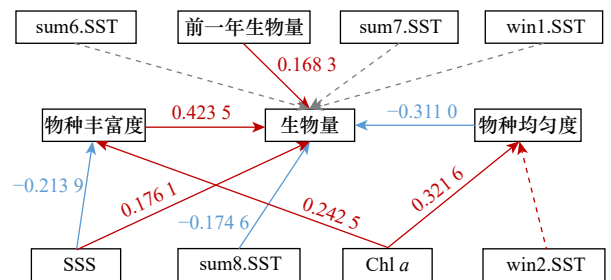 sum6.SST 前一年生物量 sum7.SST win1.SST
0.168 3
0.423 5 −0.311 0
物种丰富度 生物量 物种均匀度
−0.213 9 0.176 1 −0.174 6 0.242 5 0.321 6
SSS sum8.SST Chl a win2.SST